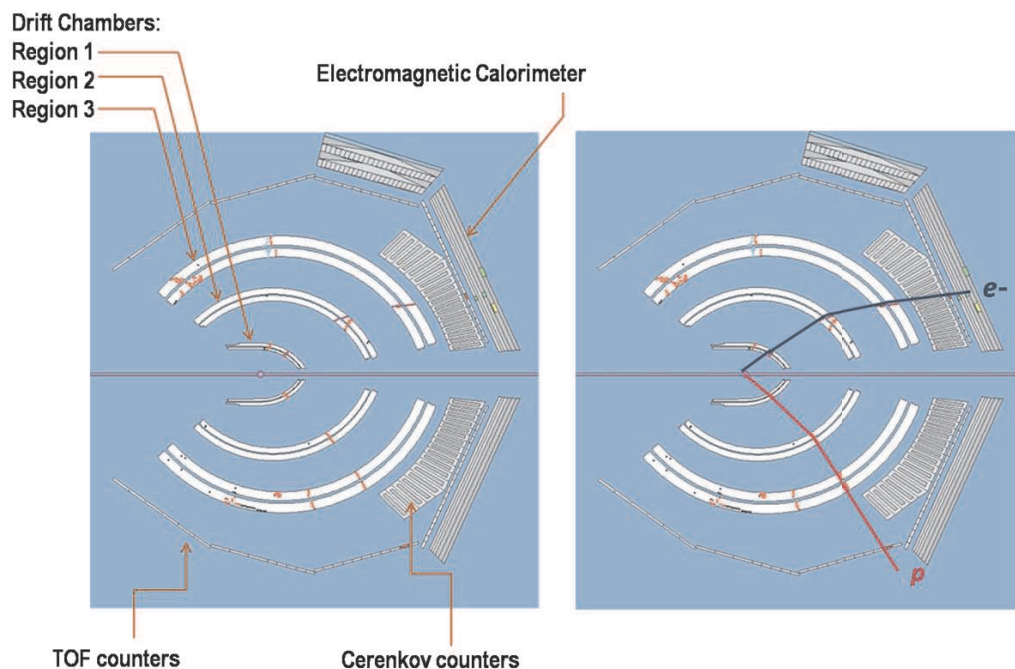 Drift Chambers:
Region 1
Region 2
Region 3
Electromagnetic Calorimeter
e-
p
TOF counters
Cerenkov counters